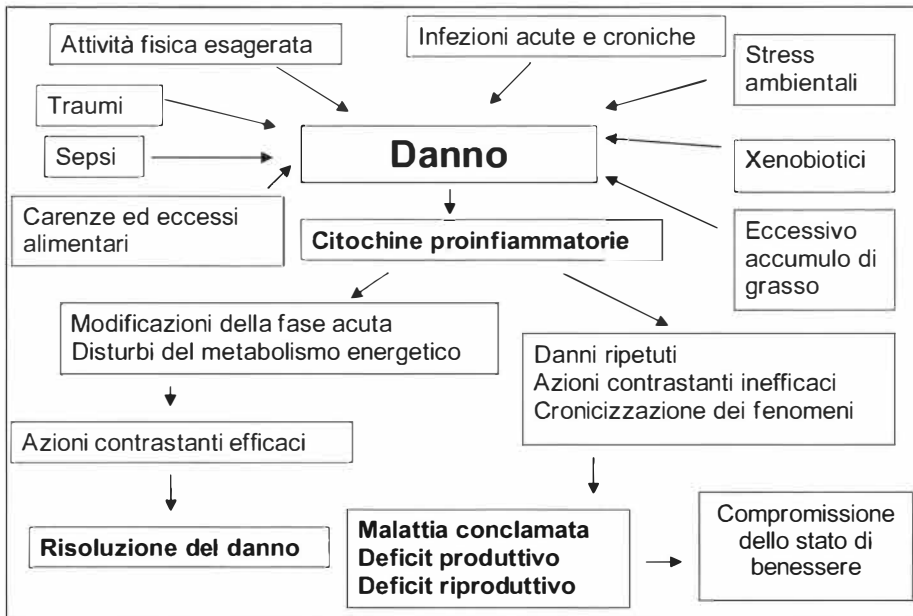 Attività fisica esagerata
Infezioni acute e croniche
Stress
ambientali
Traumi
Sepsi
Danno
Xenobiotici
Carenze ed eccessi
alimentari
Citochine proinfiammatorie
Eccessivo
accumulo di
grasso
Modificazioni della fase acuta
Disturbi del metabolismo energetico
Danni ripetuti
Azioni contrastanti inefficaci
Cronicizzazione dei fenomeni
Azioni contrastanti efficaci
Risoluzione del danno
Malattia conclamata
Deficit produttivo
Deficit riproduttivo
Compromissione
dello stato di
benessere